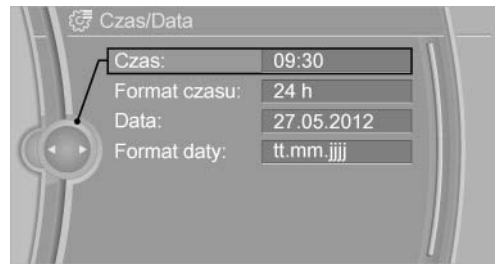 Czas/Data
Czas: 09:30
Format czasu: 24 h
Data: 27.05.2012
Format daty: tt.mm.jjjj